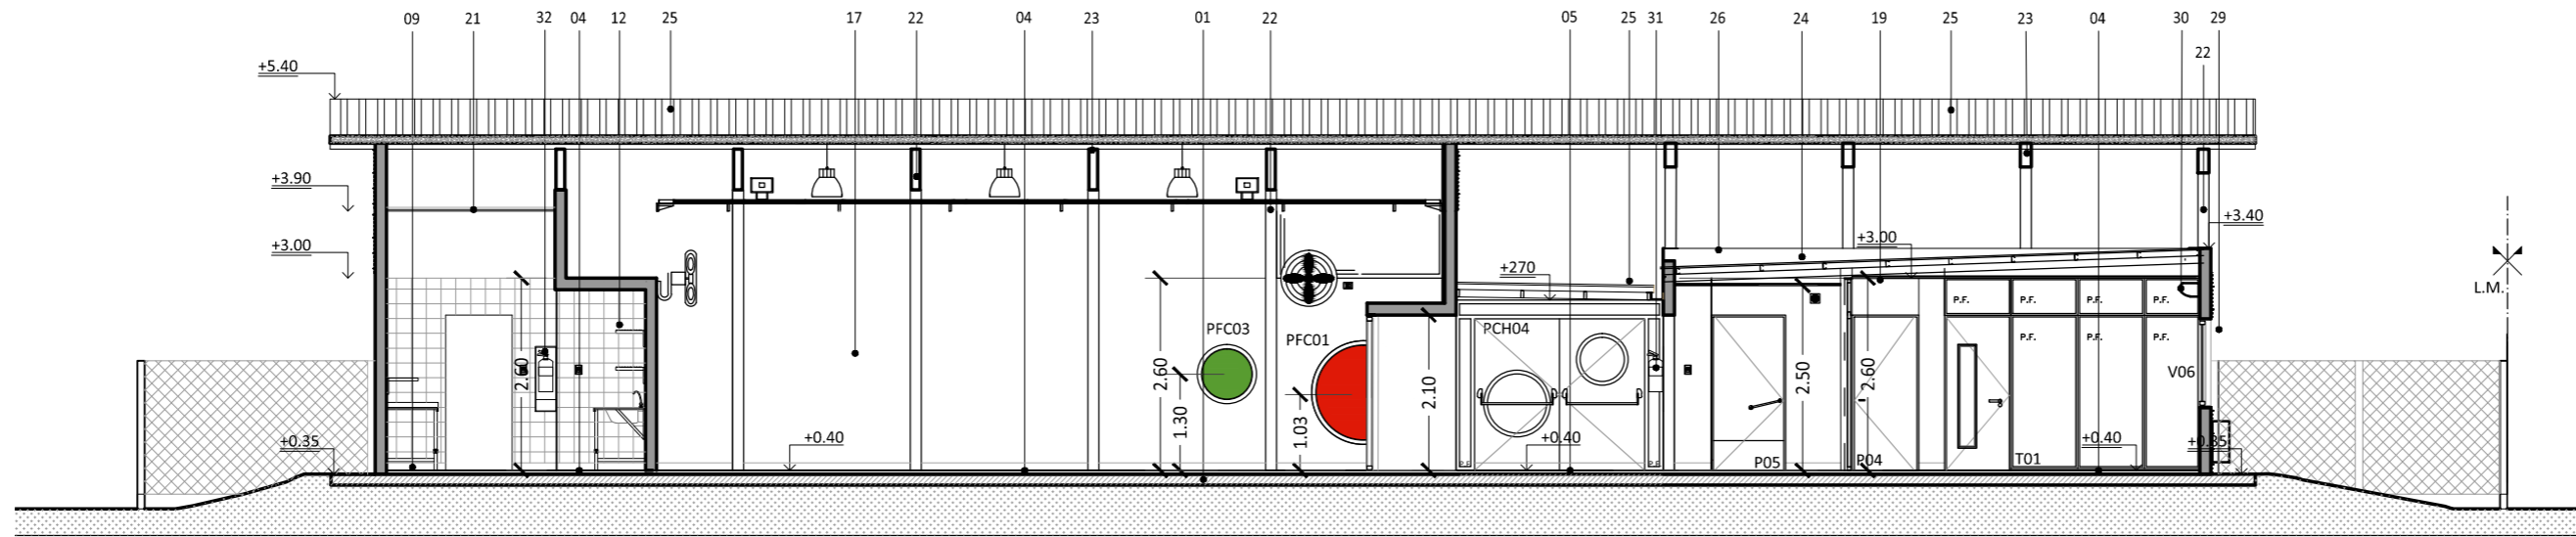 09 21 32 04 12 25 17 22 04 23 01 22 05 25 31 26 24 19 25 23 04 30 29
22
+5.40
+3.90
+3.40
+3.00
+3.00
+270
L.M.
P.F. P.F. P.F. P.F.
PFC03
PFC01
PCH04
P.F. P.F. P.F. P.F.
2.60
2.60
2.10
2.50
2.60
V06
1.30
1.03
+0.35
+0.40
+0.40
+0.40
+0.35
P05
P04
T01